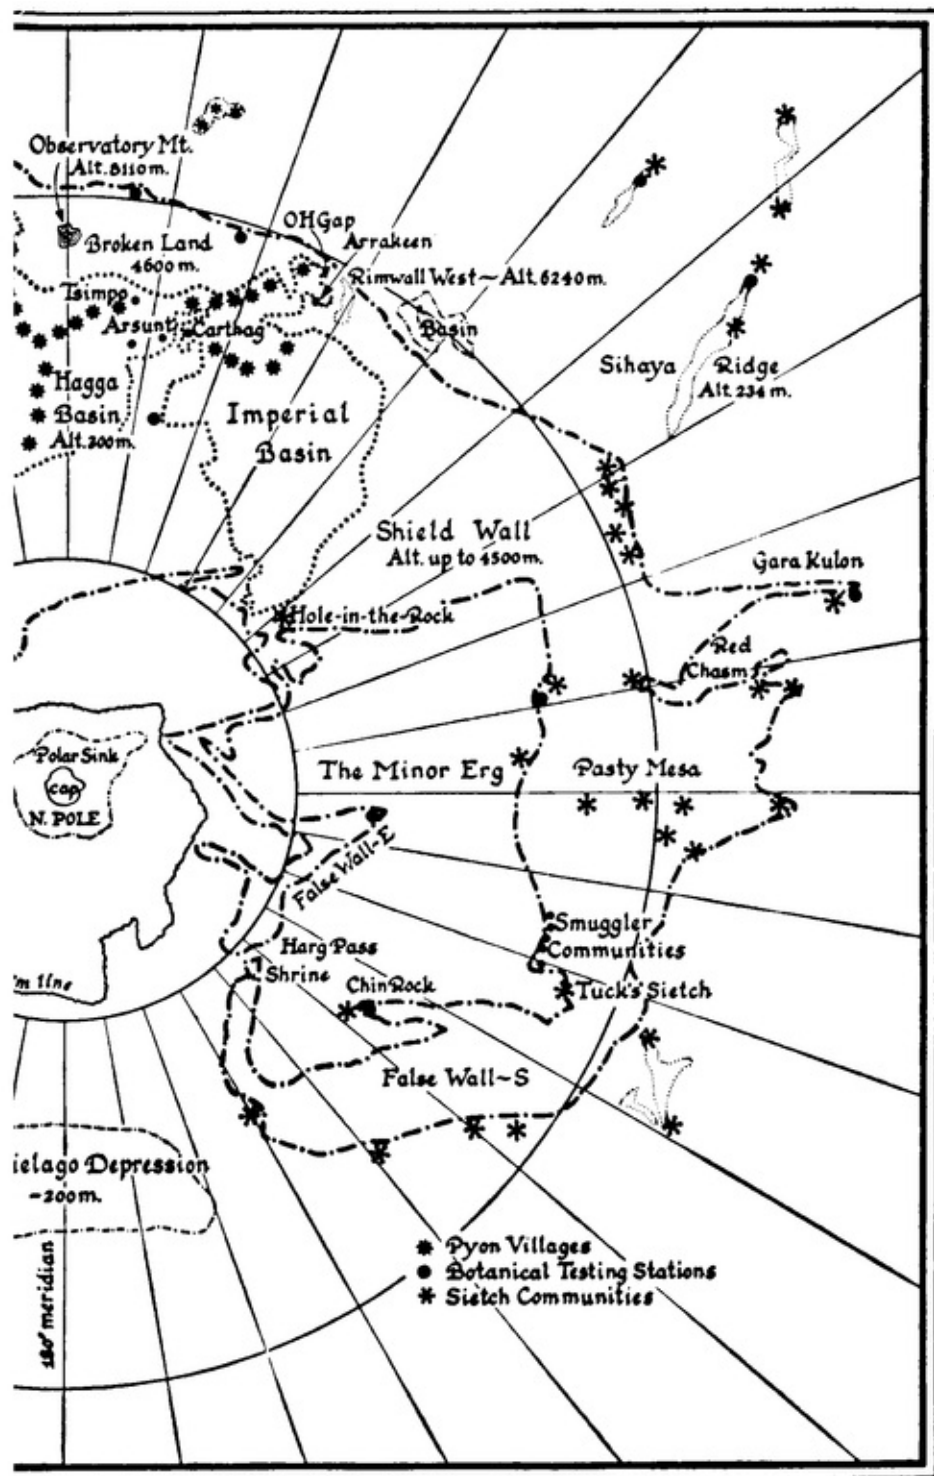 Observatory Mt.
Alt. 8110 m.
OH Gap
Arrakeen
Broken Land
4600 m.
Rimwall West ~ Alt. 6240 m.
Tsimpo
Arsunt
Carthag
Basin
Sihaya Ridge
Alt. 234 m.
Hagga
Basin
Alt. 200 m.
Imperial
Basin
Shield Wall
Alt. up to 4500 m.
Gara Kulon
Hole-in-the-Rock
Red
Chasm
Polar Sink
cap
N. POLE
The Minor Erg
Pasty Mesa
False Wall-E
Smuggler
Communities
Harg Pass
Shrine
Chin Rock
Tuck's Sietch
m line
False Wall~S
ielago Depression
-200 m.
180° meridian
Pyon Villages
Botanical Testing Stations
Sietch Communities